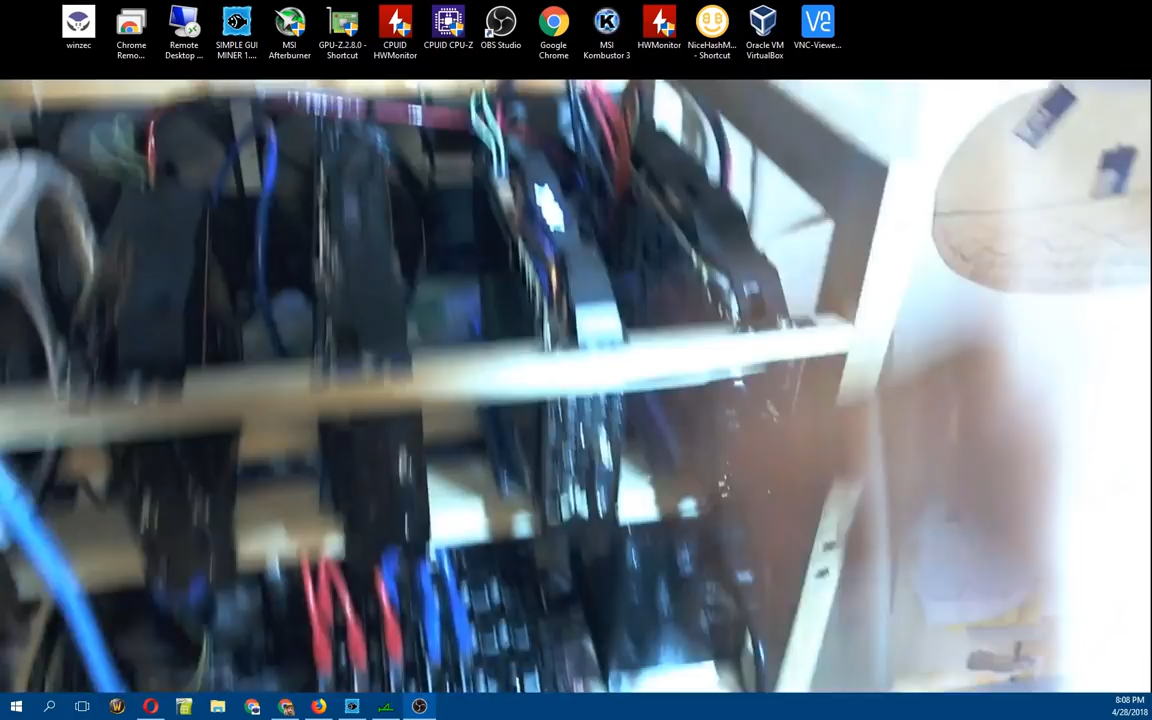 winzec
Chrome
Remo...
Remote
Desktop ...
SIMPLE GUI
MINER 1....
MSI
Afterburner
GPU-Z.2.8.0 -
Shortcut
CPUID
HWMonitor
CPUID CPU-Z
OBS Studio
Google
Chrome
MSI
Kombustor 3
HWMonitor
NiceHashM...
- Shortcut
Oracle VM
VirtualBox
VNC-Viewe...
8:08 PM
4/28/2018